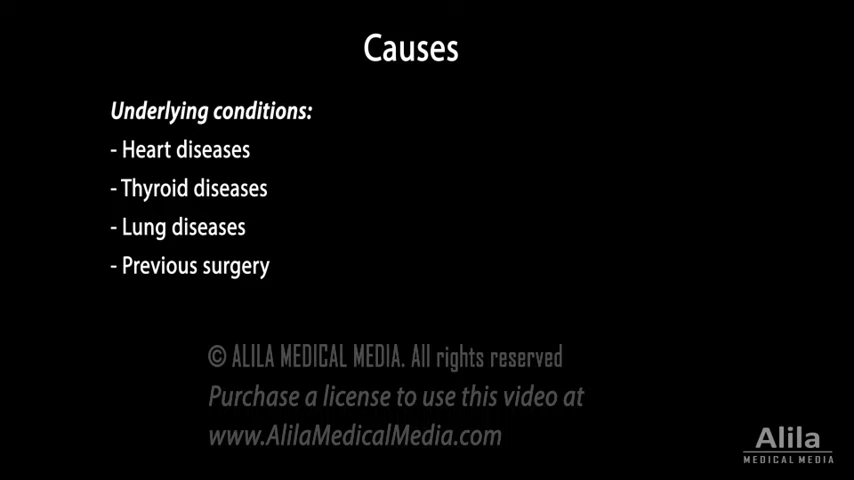 Causes
Underlying conditions:
- Heart diseases
- Thyroid diseases
- Lung diseases
- Previous surgery
© ALILA MEDICAL MEDIA. All rights reserved
Purchase a license to use this video at
www.AlilaMedicalMedia.com
Alila
MEDICAL MEDIA